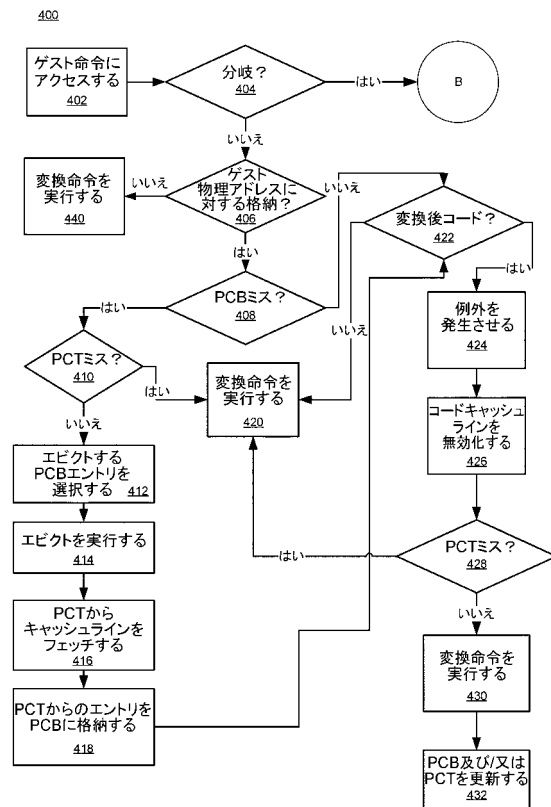 400
ゲスト命令に
アクセスする
402
分岐?
404
はい
B
いいえ
ゲスト
物理アドレスに
対する格納?
406
いいえ
変換命令を
実行する
440
いいえ
変換後コード?
422
はい
はい
PCBミス?
408
例外を
発生させる
424
はい
いいえ
PCTミス?
410
はい
変換命令を
実行する
420
コードキャッシュ
ラインを
無効化する
426
いいえ
エビクトする
PCBエントリを
選択する
412
エビクトを実行する
414
PCTミス?
428
はい
いいえ
PCTから
キャッシュラインを
フェッチする
416
変換命令を
実行する
430
PCTからのエントリを
PCBに格納する
418
PCB及び/又は
PCTを更新する
432